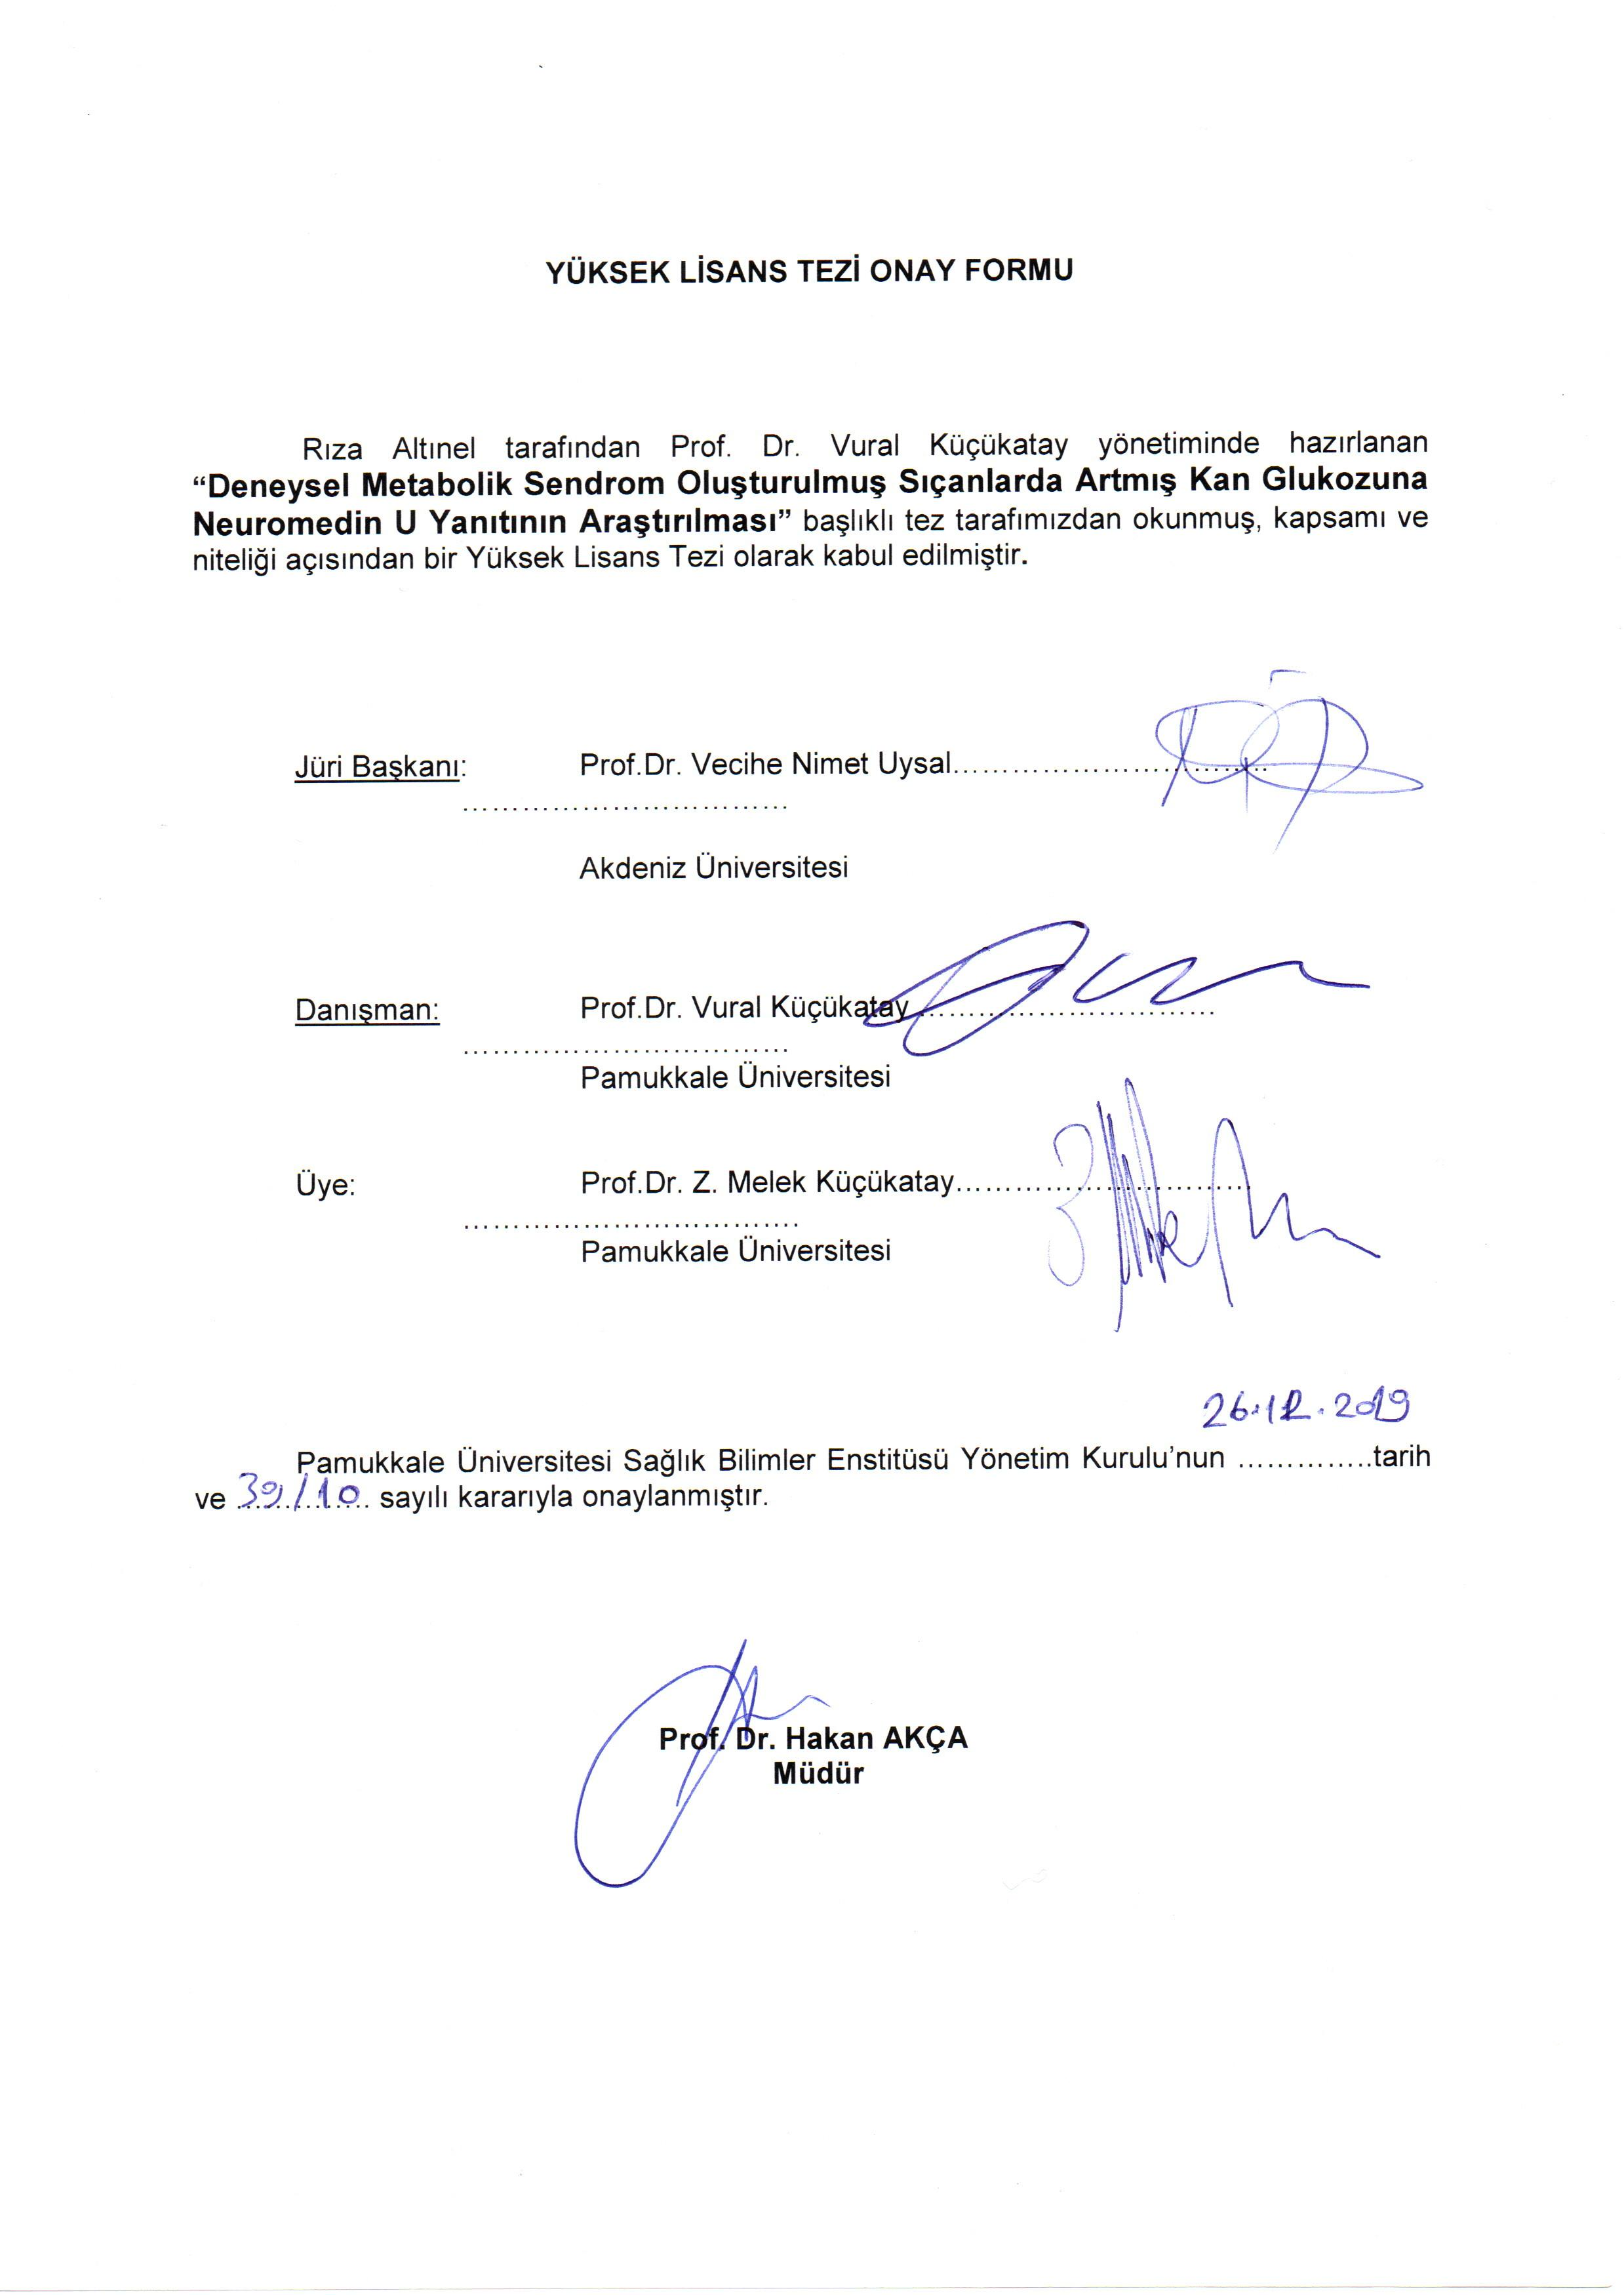 YÜKSEK LİSANS TEZİ ONAY FORMU
Rıza Altınel tarafından Prof. Dr. Vural Küçükatay yönetiminde hazırlanan
“Deneysel Metabolik Sendrom Oluşturulmuş Sıçanlarda Artmış Kan Glukozuna
Neuromedin U Yanıtının Araştırılması” başlıklı tez tarafımızdan okunmuş, kapsamı ve
niteliği açısından bir Yüksek Lisans Tezi olarak kabul edilmiştir.
Jüri Başkanı: Prof.Dr. Vecihe Nimet Uysal................................
.................................
Akdeniz Üniversitesi
Danışman: Prof.Dr. Vural Küçükatay................................
.................................
Pamukkale Üniversitesi
Üye: Prof.Dr. Z. Melek Küçükatay..............................
..................................
Pamukkale Üniversitesi
26.12.2019
Pamukkale Üniversitesi Sağlık Bilimler Enstitüsü Yönetim Kurulu’nun ..............tarih
ve 39/10 sayılı kararıyla onaylanmıştır.
Prof. Dr. Hakan AKÇA
Müdür